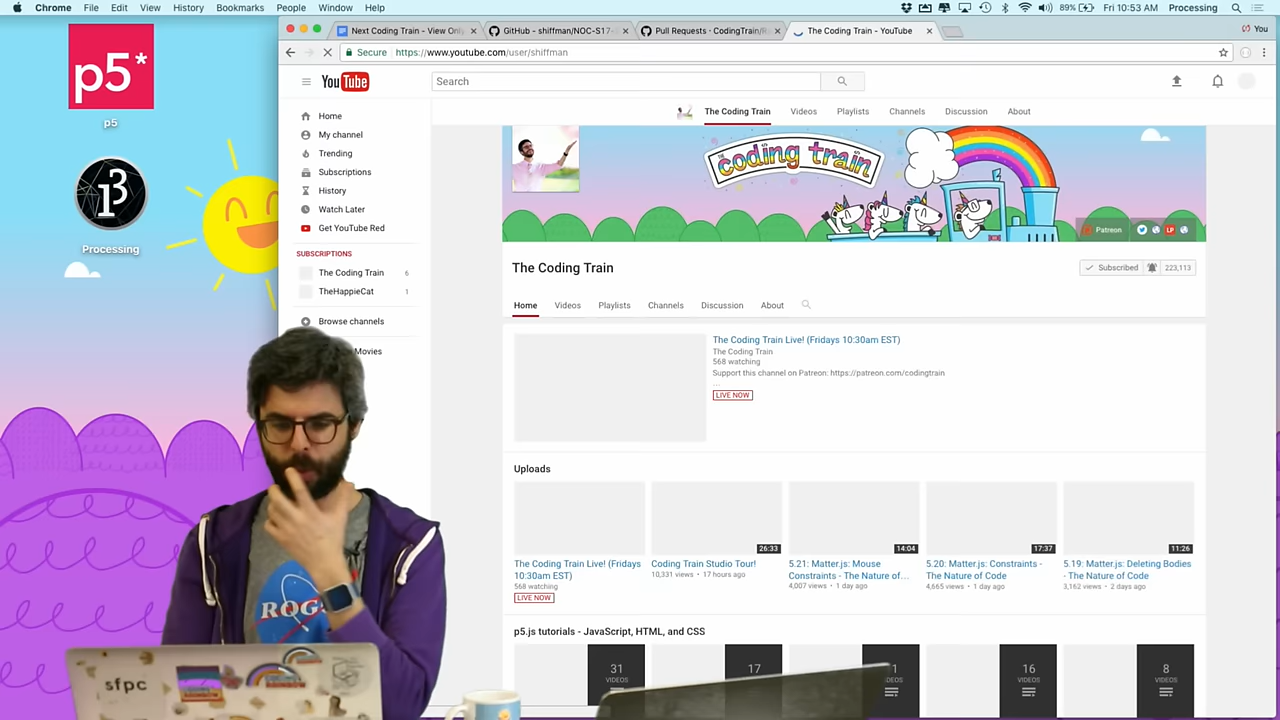 Chrome File Edit View History Bookmarks People Window Help 89% Fri 10:53 AM Processing
Next Coding Train - View Only GitHub - shiffman/NOC-S17- Pull Requests · CodingTrain/R The Coding Train - YouTube You
Secure https://www.youtube.com/user/shiffman
YouTube Search
The Coding Train Videos Playlists Channels Discussion About
p5*
p5
Processing
Home
My channel
Trending
Subscriptions
History
Watch Later
Get YouTube Red
SUBSCRIPTIONS
The Coding Train 6
TheHappieCat 1
Browse channels
Movies
THE coding train
Patreon
The Coding Train
Subscribed 223,113
Home Videos Playlists Channels Discussion About
The Coding Train Live! (Fridays 10:30am EST)
The Coding Train
568 watching
Support this channel on Patreon: https://patreon.com/codingtrain
...
LIVE NOW
Uploads
26:33 14:04 17:37 11:26
The Coding Train Live! (Fridays
10:30am EST)
568 watching
LIVE NOW
Coding Train Studio Tour!
10,331 views • 17 hours ago
5.21: Matter.js: Mouse
Constraints - The Nature of...
4,007 views • 1 day ago
5.20: Matter.js: Constraints -
The Nature of Code
4,665 views • 1 day ago
5.19: Matter.js: Deleting Bodies
- The Nature of Code
3,162 views • 2 days ago
p5.js tutorials - JavaScript, HTML, and CSS
31 17 1 16 8
VIDEOS VIDEOS VIDEOS VIDEOS VIDEOS
ROG
sfpc